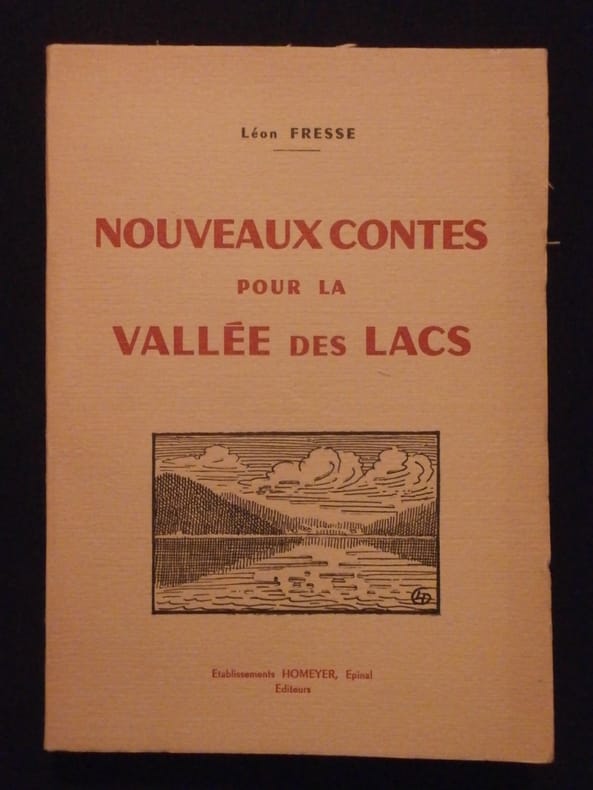 Léon FRESSE
NOUVEAUX CONTES
POUR LA
VALLÉE DES LACS
Etablissements HOMEYER, Epinal
Editeurs